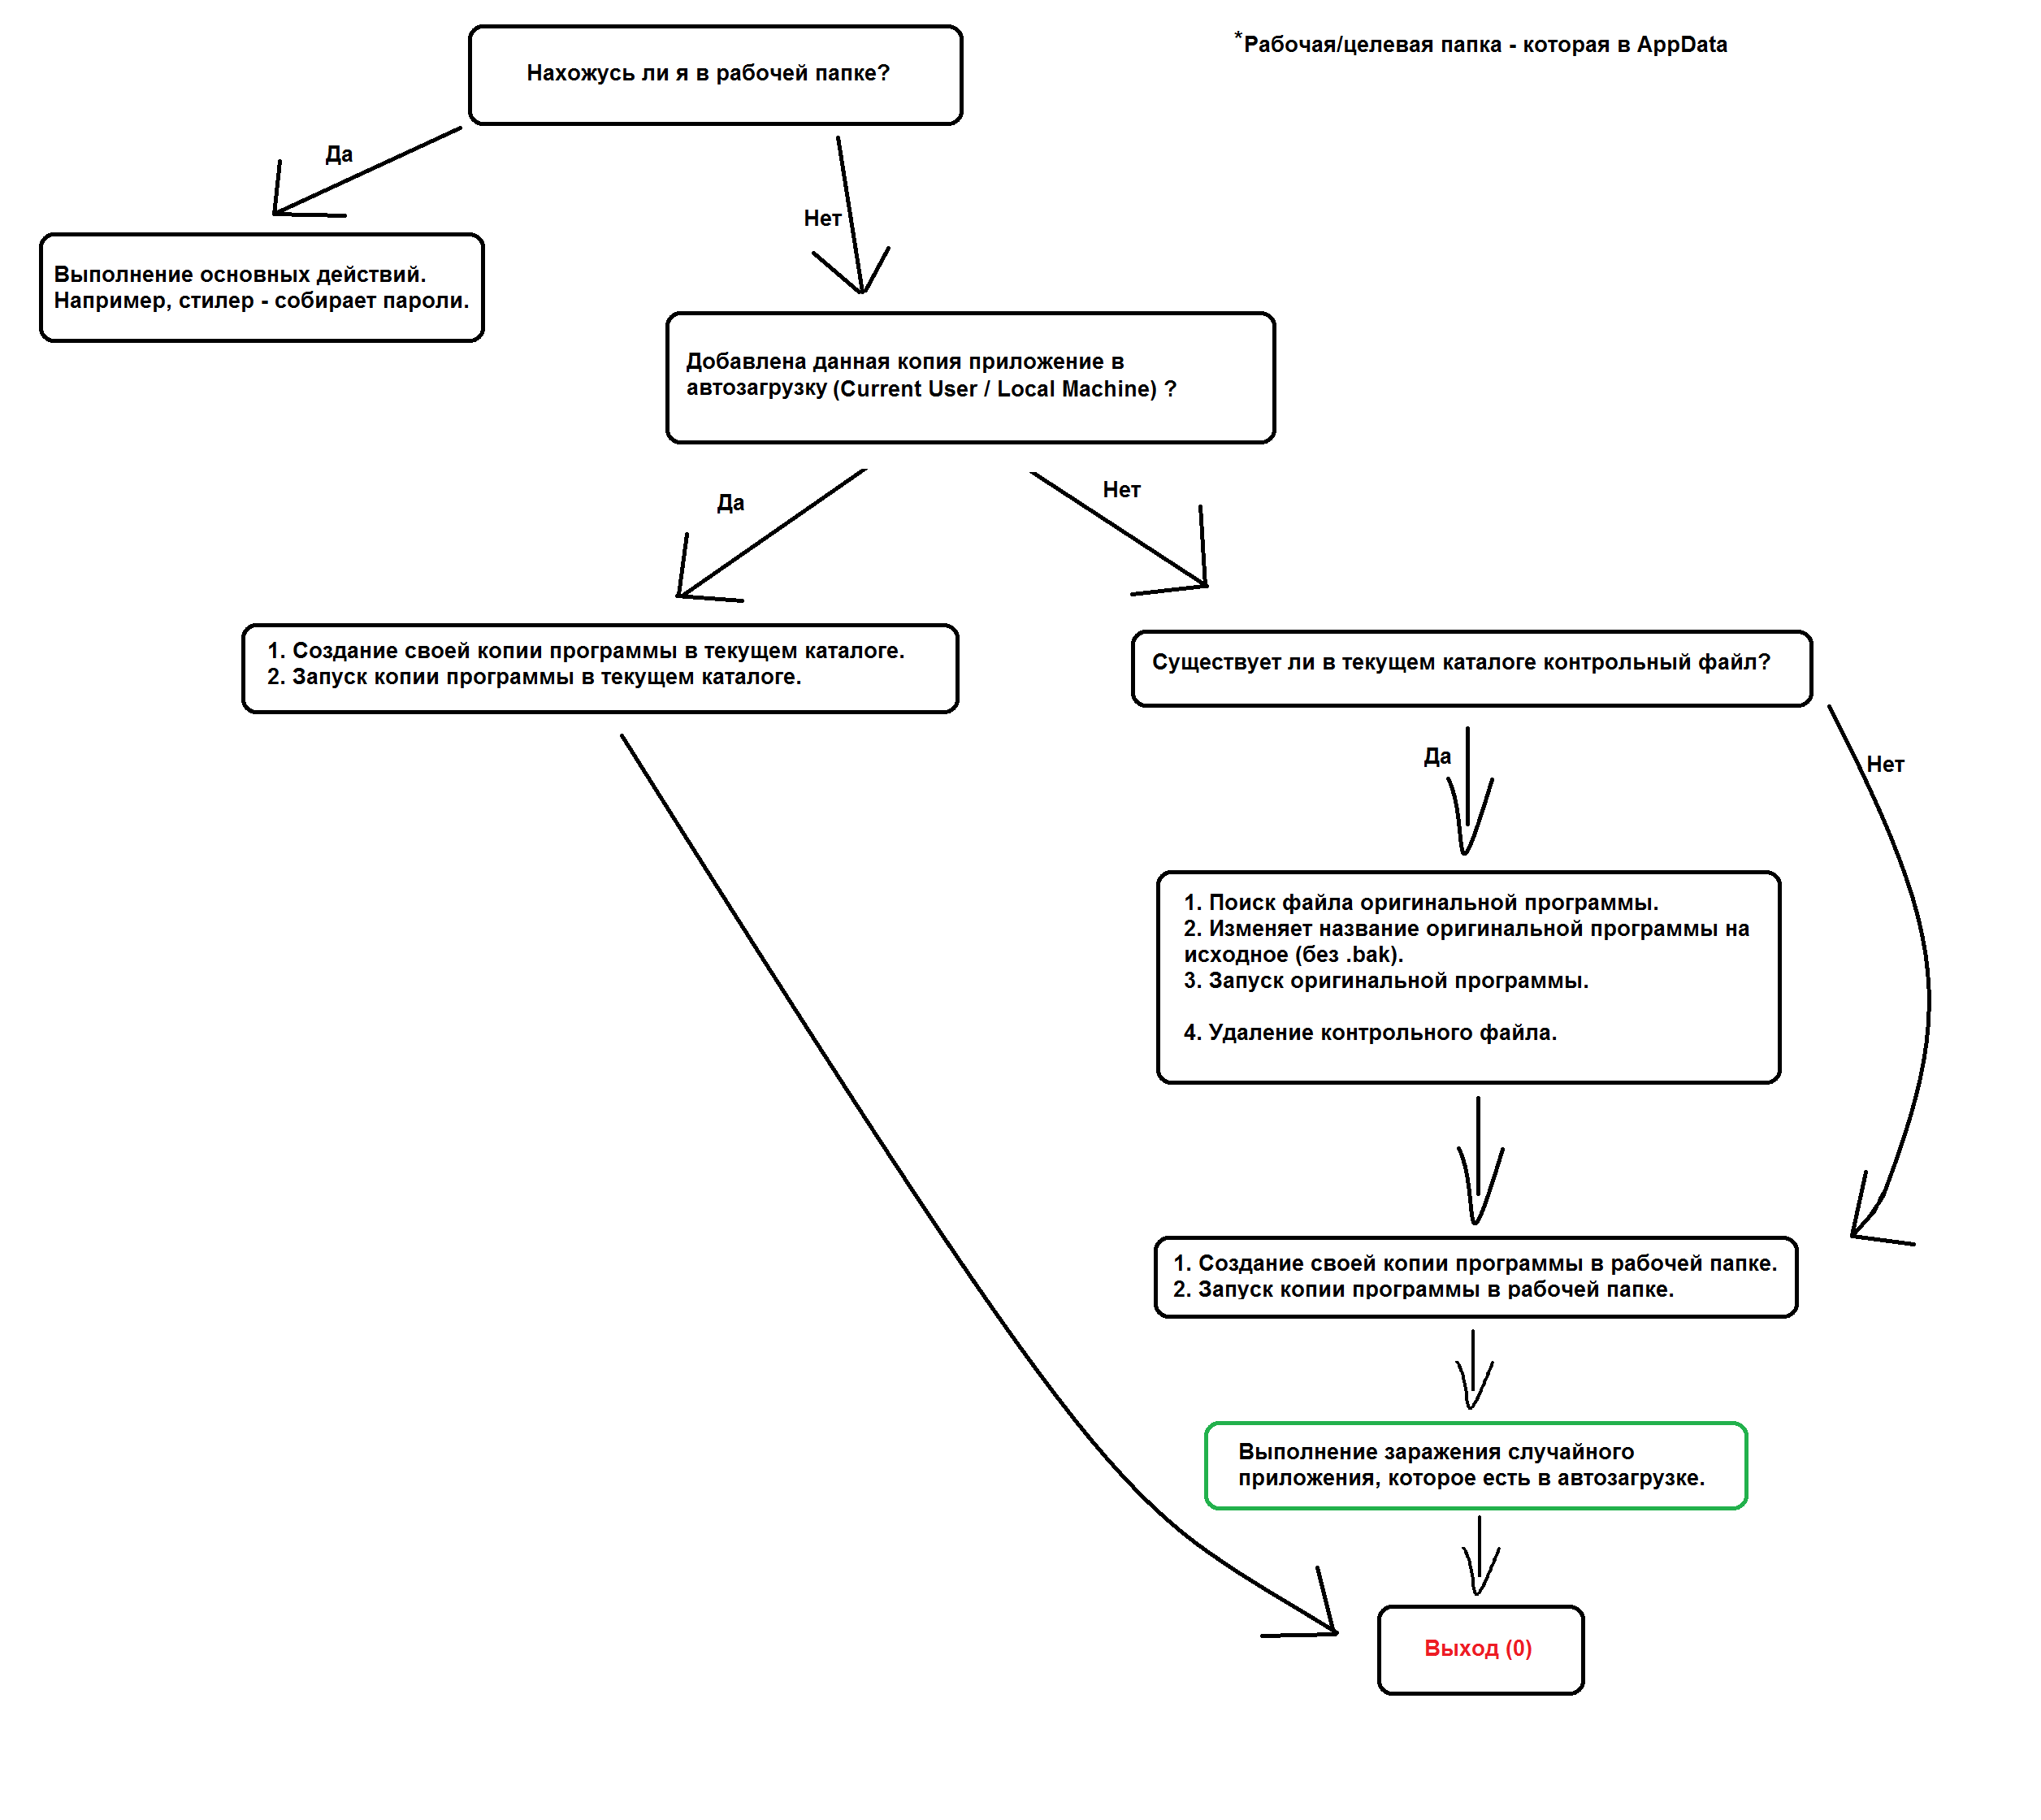 Нахожусь ли я в рабочей папке?
*Рабочая/целевая папка - которая в AppData
Да
Нет
Выполнение основных действий.
Например, стилер - собирает пароли.
Добавлена данная копия приложение в
автозагрузку (Current User / Local Machine) ?
Да
Нет
1. Создание своей копии программы в текущем каталоге.
2. Запуск копии программы в текущем каталоге.
Существует ли в текущем каталоге контрольный файл?
Да
Нет
1. Поиск файла оригинальной программы.
2. Изменяет название оригинальной программы на
исходное (без .bak).
3. Запуск оригинальной программы.
4. Удаление контрольного файла.
1. Создание своей копии программы в рабочей папке.
2. Запуск копии программы в рабочей папке.
Выполнение заражения случайного
приложения, которое есть в автозагрузке.
Выход (0)